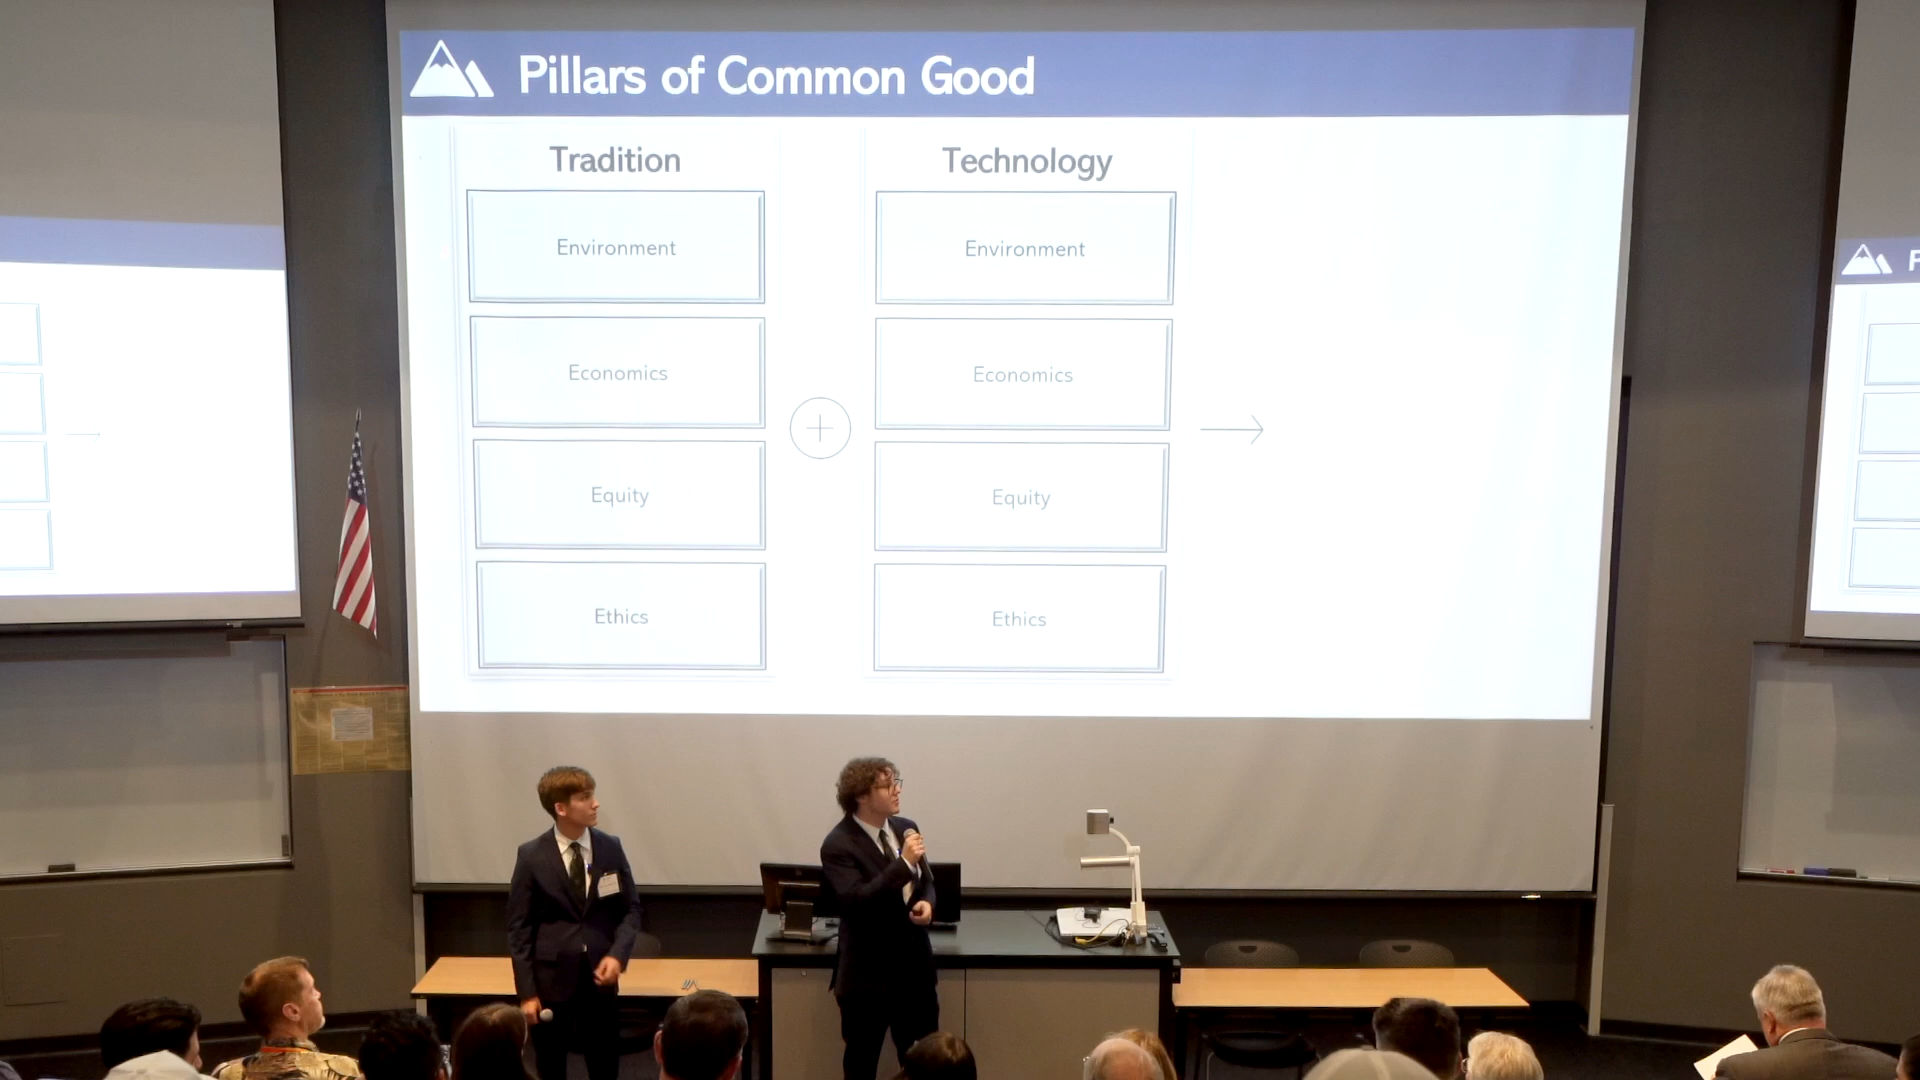 Pillars of Common Good
Tradition
Environment
Economics
Equity
Ethics
Technology
Environment
Economics
Equity
Ethics